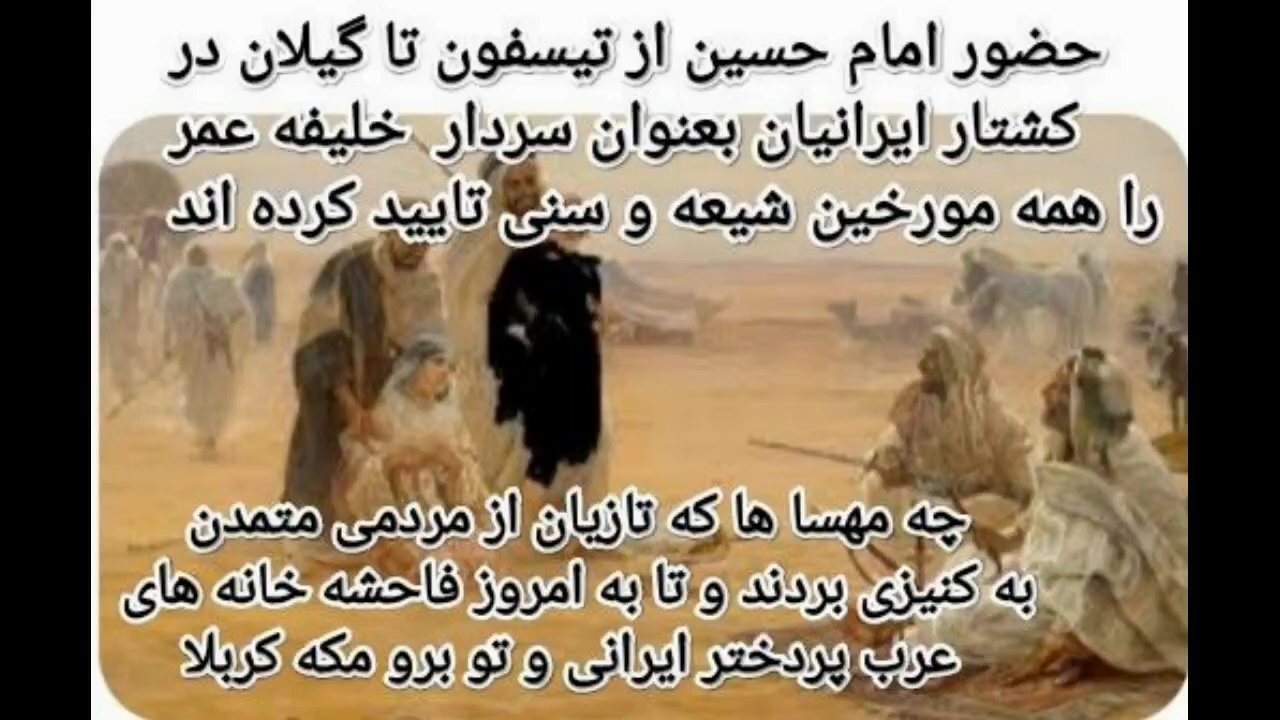 حضور امام حسین از تیسفون تا گیلان در
کشتار ایرانیان بعنوان سردار خلیفه عمر
را همه مورخین شیعه و سنی تایید کرده اند
چه مهسا ها که تازیان از مردمی متمدن
به کنیزی بردند و تا به امروز فاحشه خانه های
عرب پردختر ایرانی و تو برو مکه کربلا